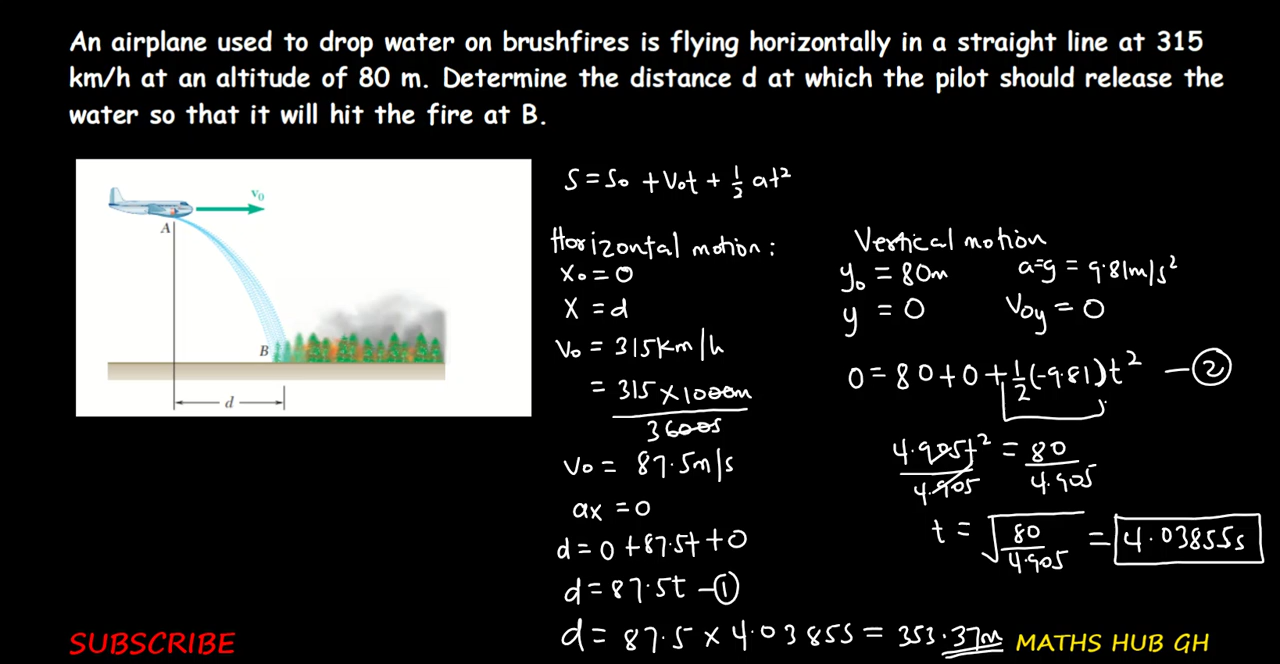 An airplane used to drop water on brushfires is flying horizontally in a straight line at 315
km/h at an altitude of 80 m. Determine the distance d at which the pilot should release the
water so that it will hit the fire at B.
v₀
A
B
d
S = S₀ + V₀t + 1/2 at²
Horizontal motion:
X₀ = 0
X = d
V₀ = 315km/h
= 315 × 1000m / 3600s
V₀ = 87.5m/s
ax = 0
d = 0 + 87.5t + 0
d = 87.5t - ①
d = 87.5 × 4.03855 = 353.37m
Vertical motion
y₀ = 80m a=g = 9.81m/s²
y = 0 Voy = 0
0 = 80 + 0 + 1/2 (-9.81)t² - ②
4.905t² / 4.905 = 80 / 4.905
t = √(80 / 4.905) = 4.03855s
SUBSCRIBE
MATHS HUB GH